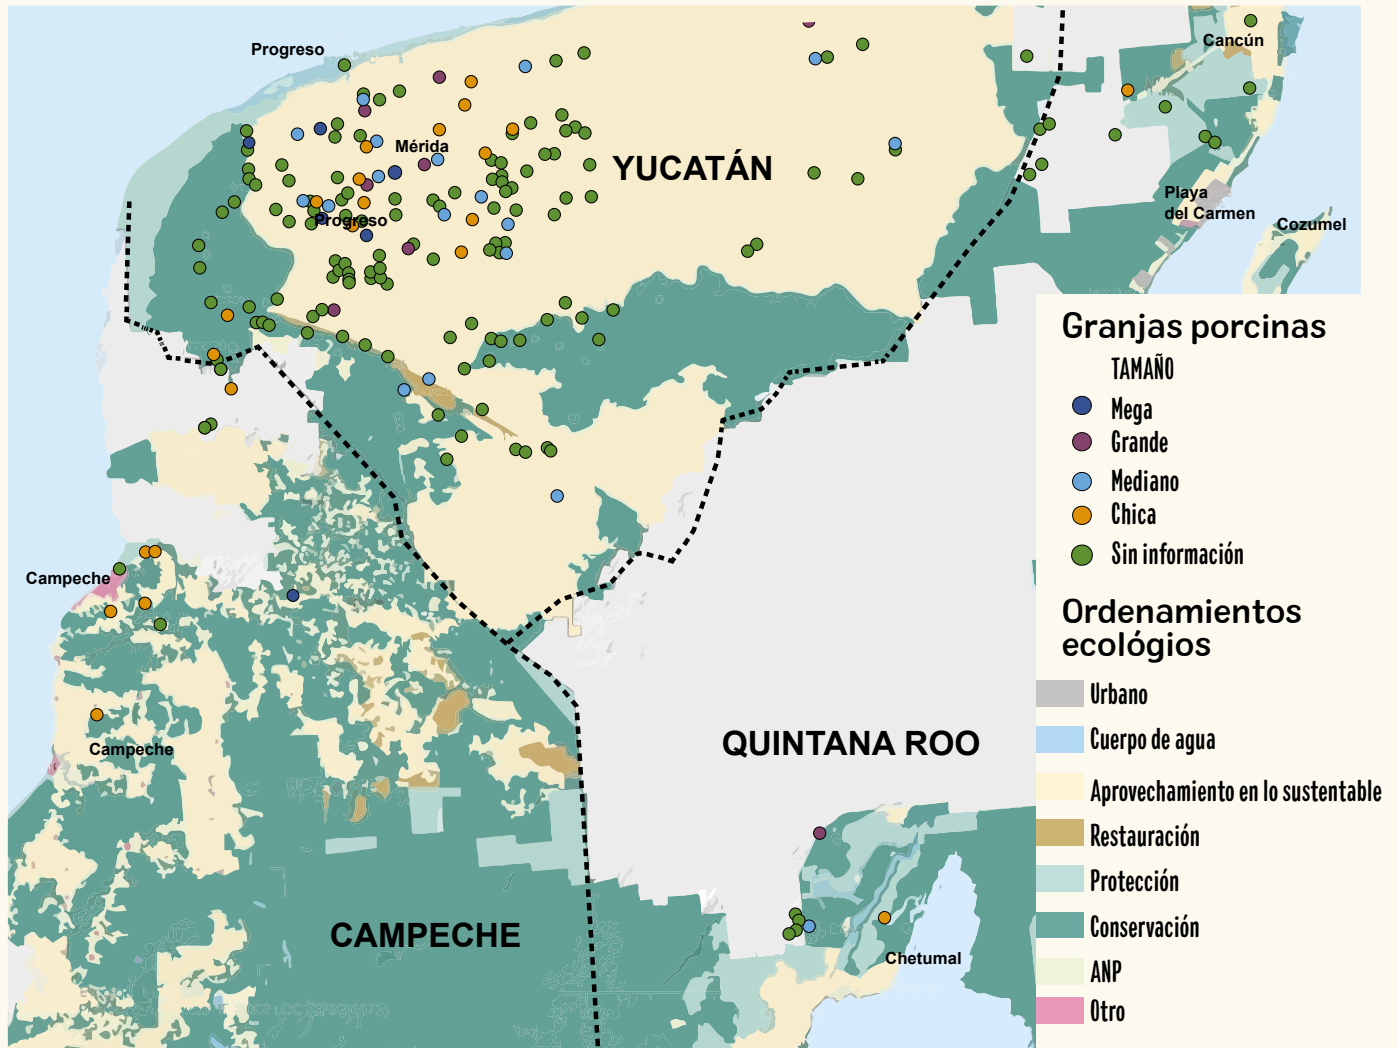 Progreso
Cancún
Mérida
YUCATÁN
Playa
del Carmen
Progreso
Cozumel
Granjas porcinas
TAMAÑO
Mega
Grande
Mediano
Chica
Sin información
Campeche
Ordenamientos
ecológios
Urbano
Campeche
QUINTANA ROO
Cuerpo de agua
Aprovechamiento en lo sustentable
Restauración
Protección
CAMPECHE
Conservación
Chetumal
ANP
Otro